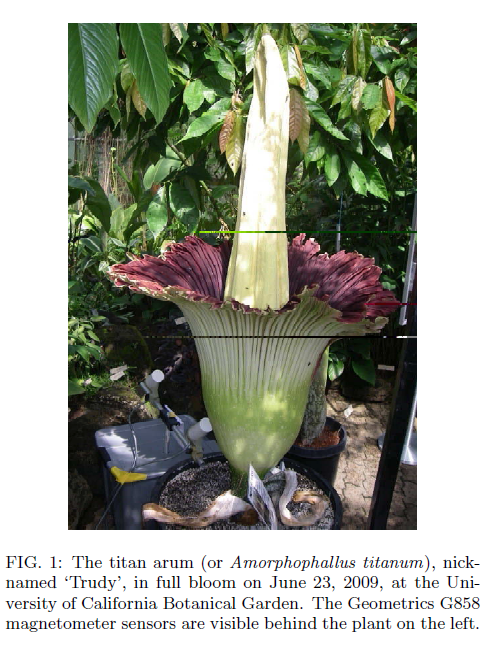 FIG. 1: The titan arum (or Amorphophallus titanum), nick-
named ‘Trudy’, in full bloom on June 23, 2009, at the Uni-
versity of California Botanical Garden. The Geometrics G858
magnetometer sensors are visible behind the plant on the left.